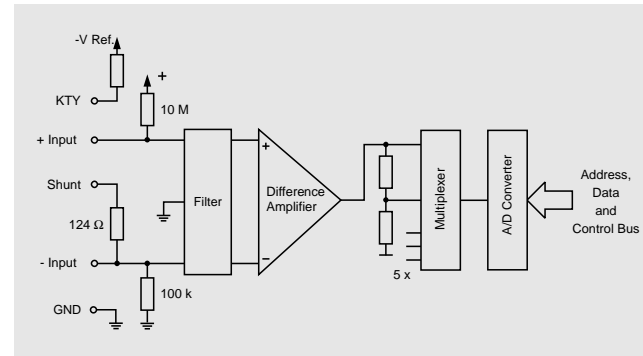 -V Ref.
+
KTY
10 M
+ Input
Shunt
124 Ω
- Input
100 k
GND
Filter
+
Difference
Amplifier
−
5 x
Multiplexer
A/D Converter
Address,
Data
and
Control Bus